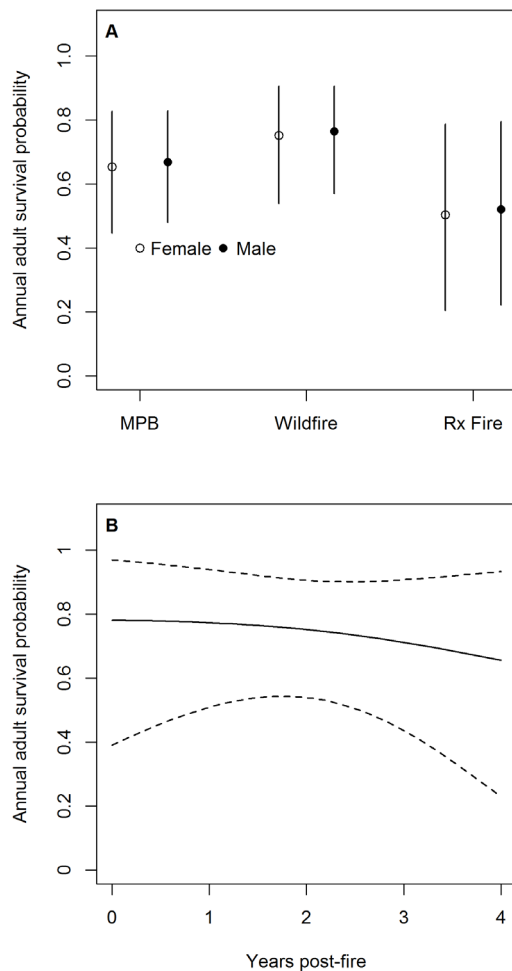 A
Annual adult survival probability
1.0
0.8
0.6
0.4
0.2
0.0
Female Male
MPB Wildfire Rx Fire
B
Annual adult survival probability
1
0.8
0.6
0.4
0.2
0
0 1 2 3 4
Years post-fire